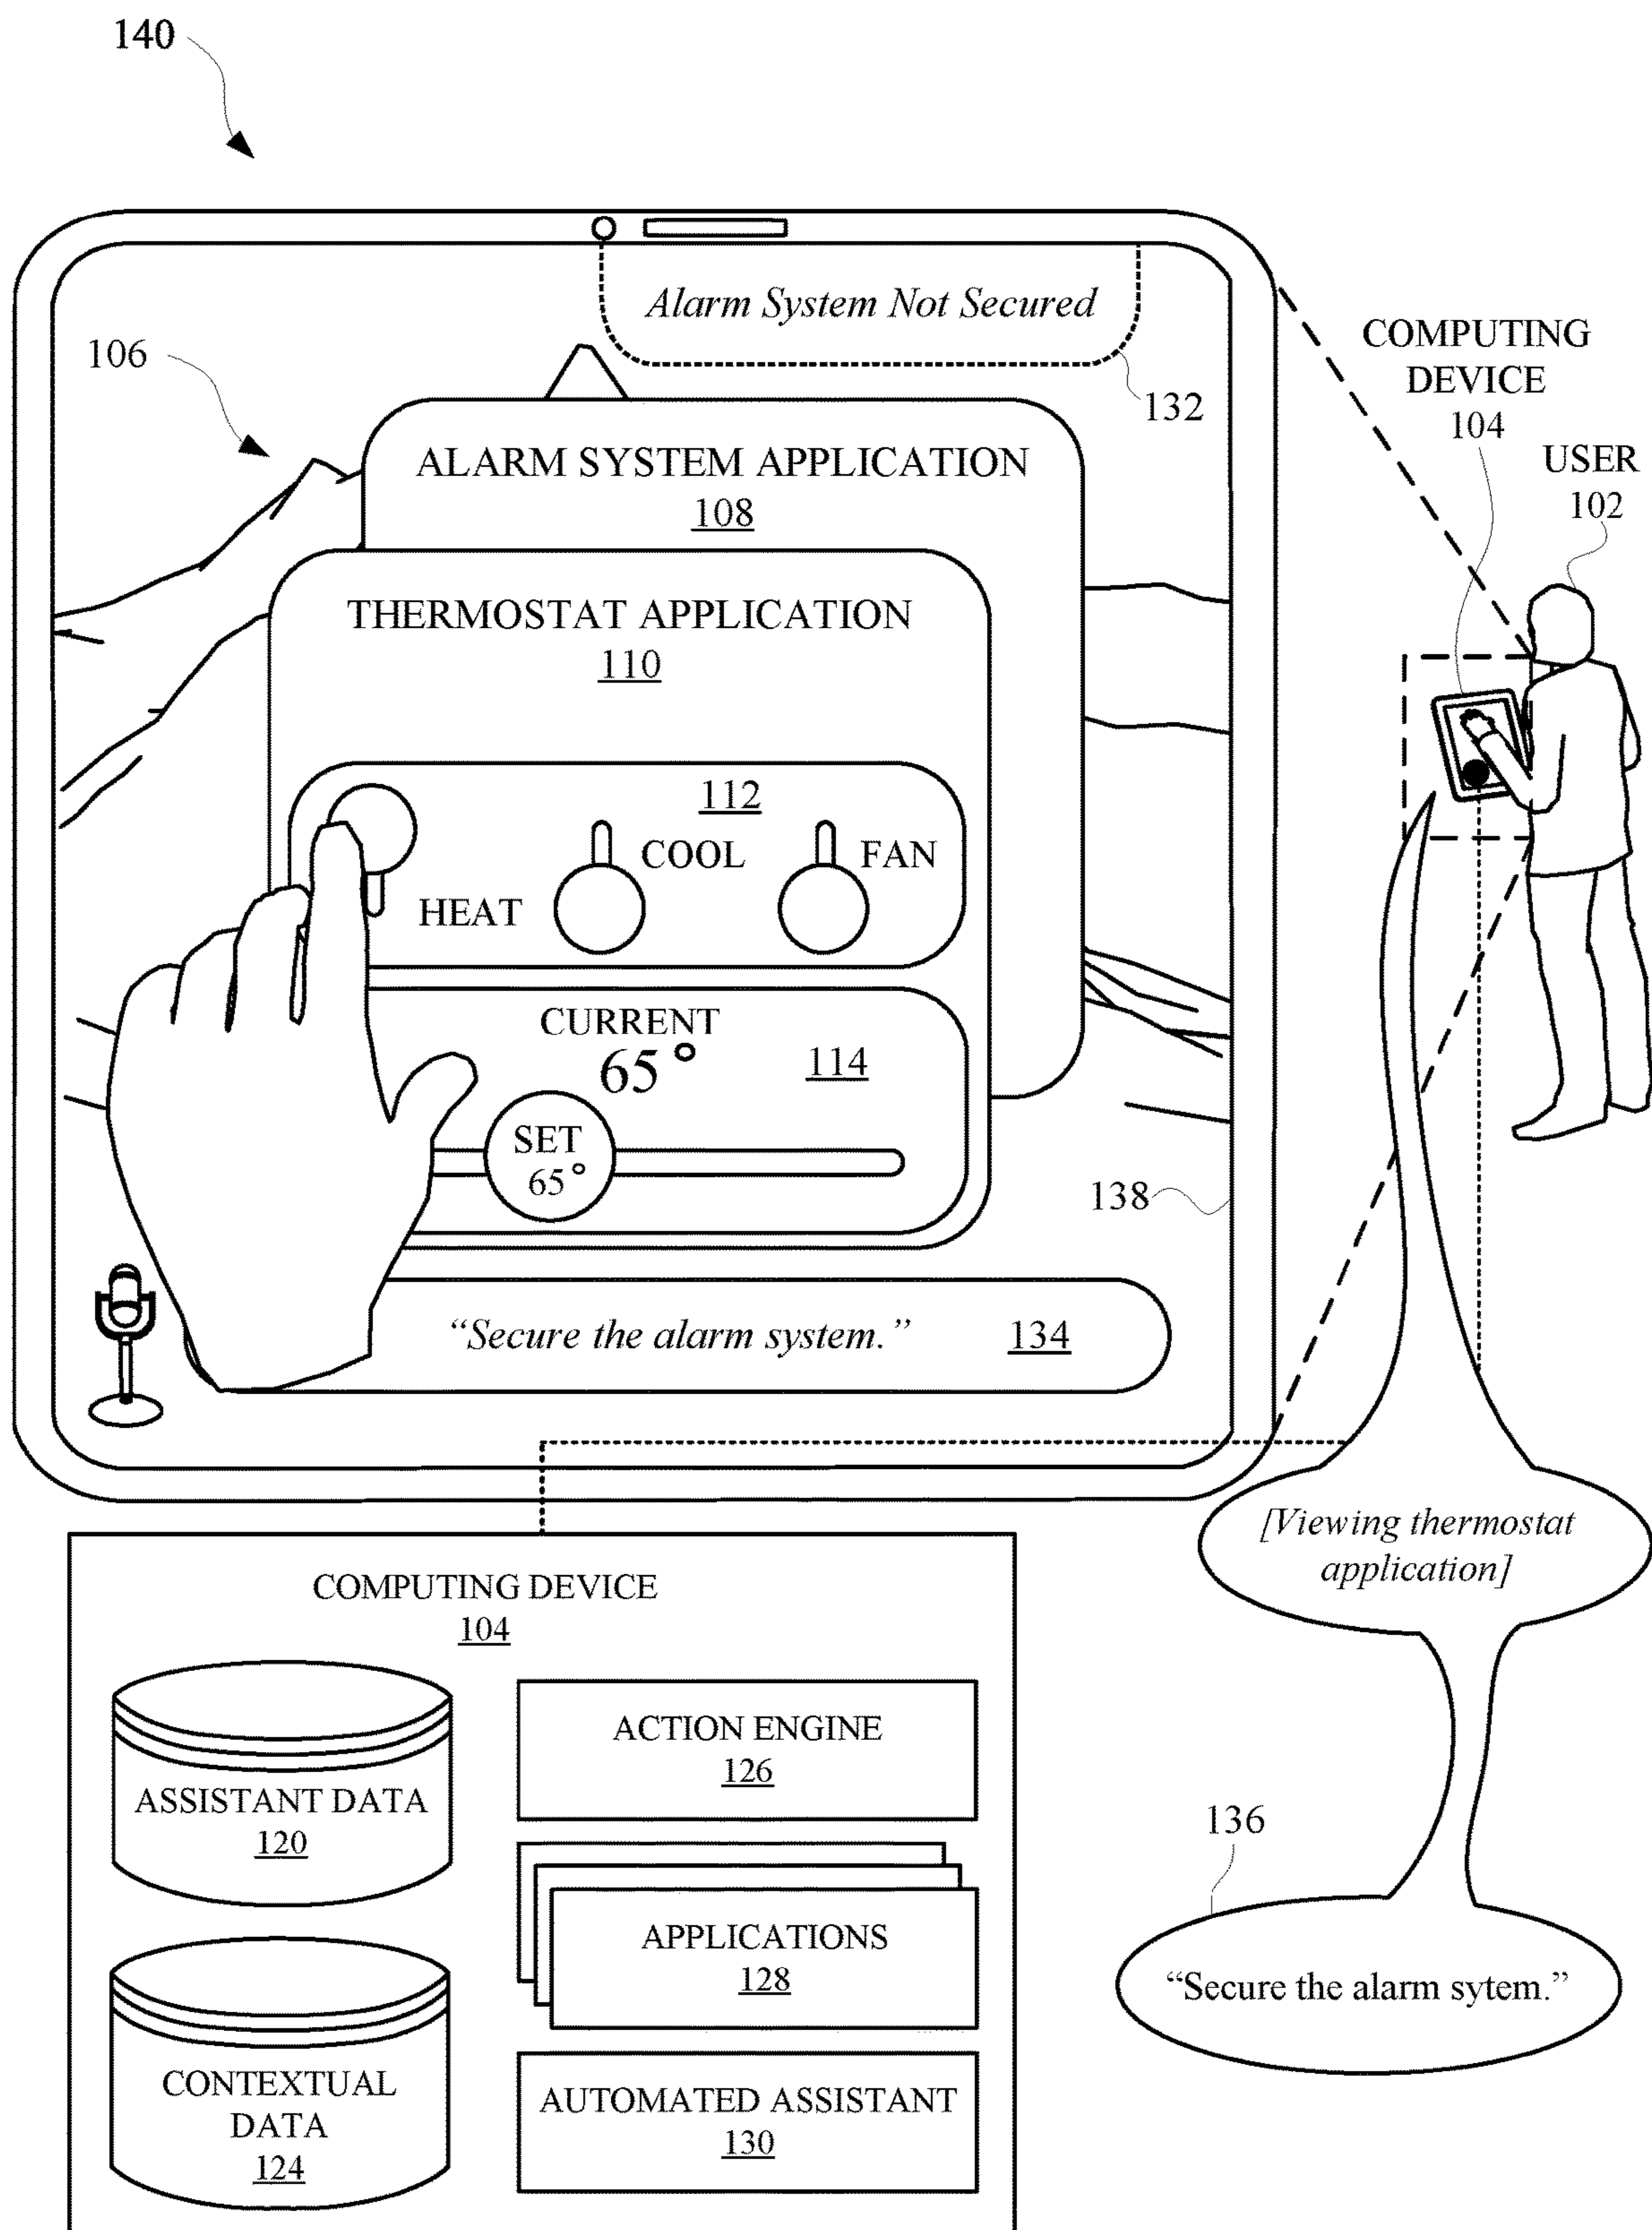 140
Alarm System Not Secured
132
106
COMPUTING
DEVICE
104
USER
102
ALARM SYSTEM APPLICATION
108
THERMOSTAT APPLICATION
110
112
HEAT
COOL
FAN
CURRENT
65°
114
SET
65°
138
“Secure the alarm system.”
134
[Viewing thermostat
application]
136
“Secure the alarm sytem.”
COMPUTING DEVICE
104
ASSISTANT DATA
120
CONTEXTUAL
DATA
124
ACTION ENGINE
126
APPLICATIONS
128
AUTOMATED ASSISTANT
130